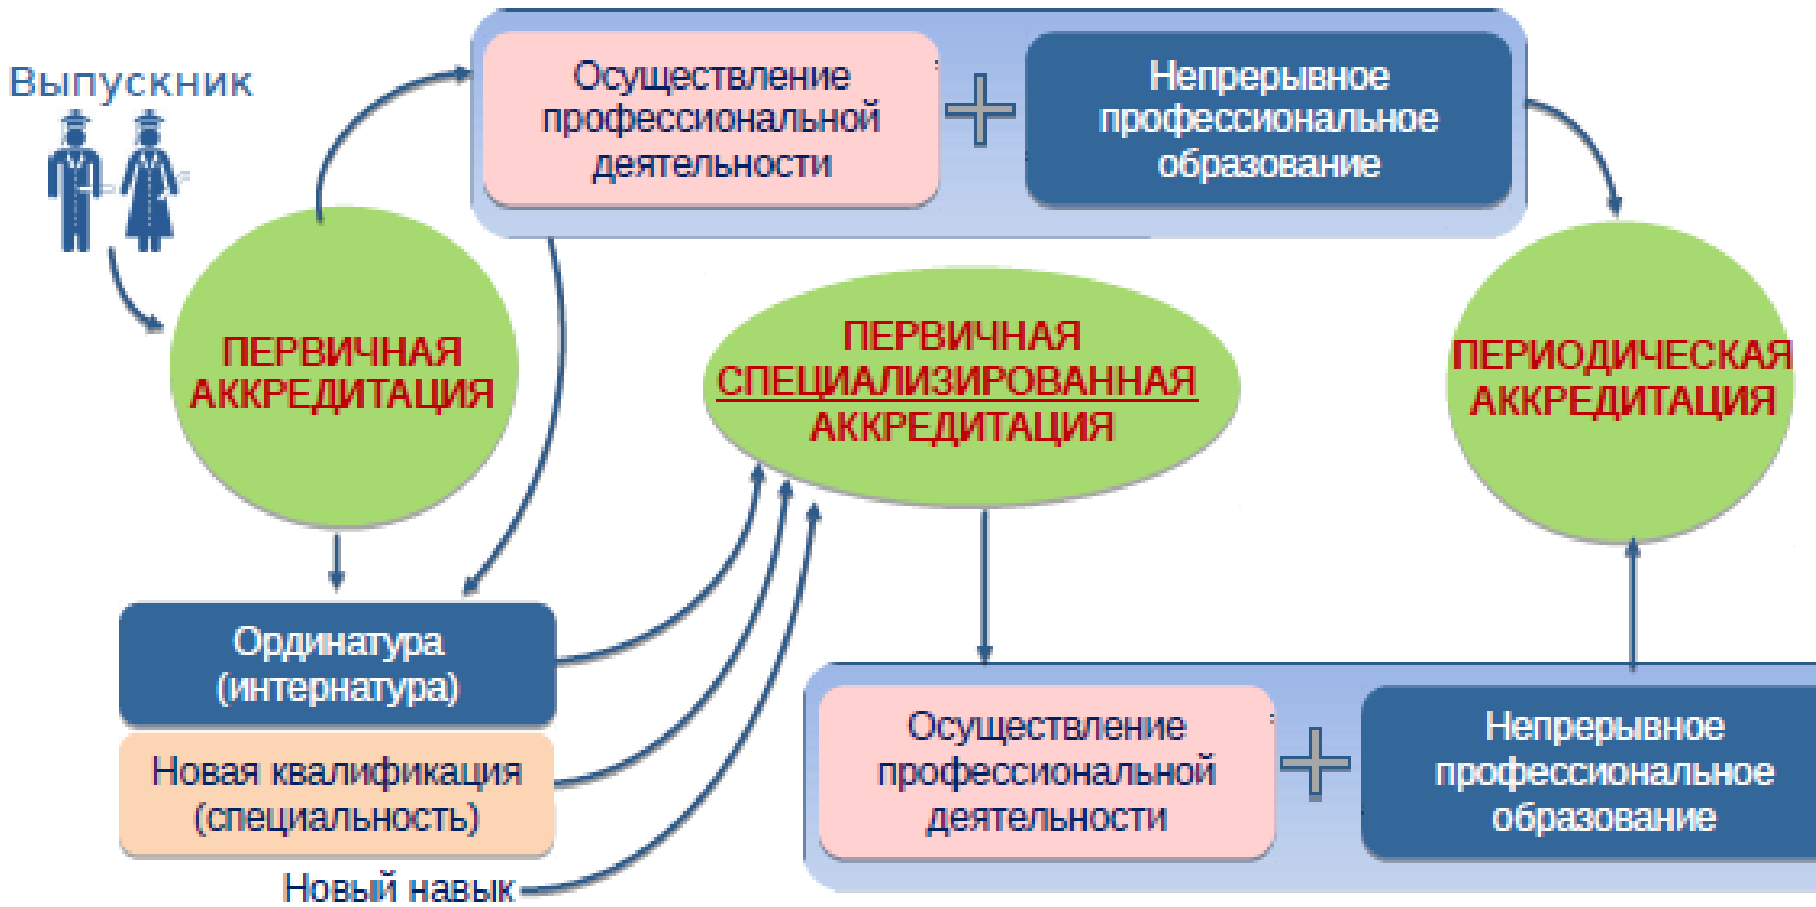 Выпускник
Осуществление
профессиональной
деятельности
Непрерывное
профессиональное
образование
ПЕРВИЧНАЯ
АККРЕДИТАЦИЯ
ПЕРВИЧНАЯ
СПЕЦИАЛИЗИРОВАННАЯ
АККРЕДИТАЦИЯ
ПЕРИОДИЧЕСКАЯ
АККРЕДИТАЦИЯ
Ординатура
(интернатура)
Новая квалификация
(специальность)
Новый навык
Осуществление
профессиональной
деятельности
Непрерывное
профессиональное
образование